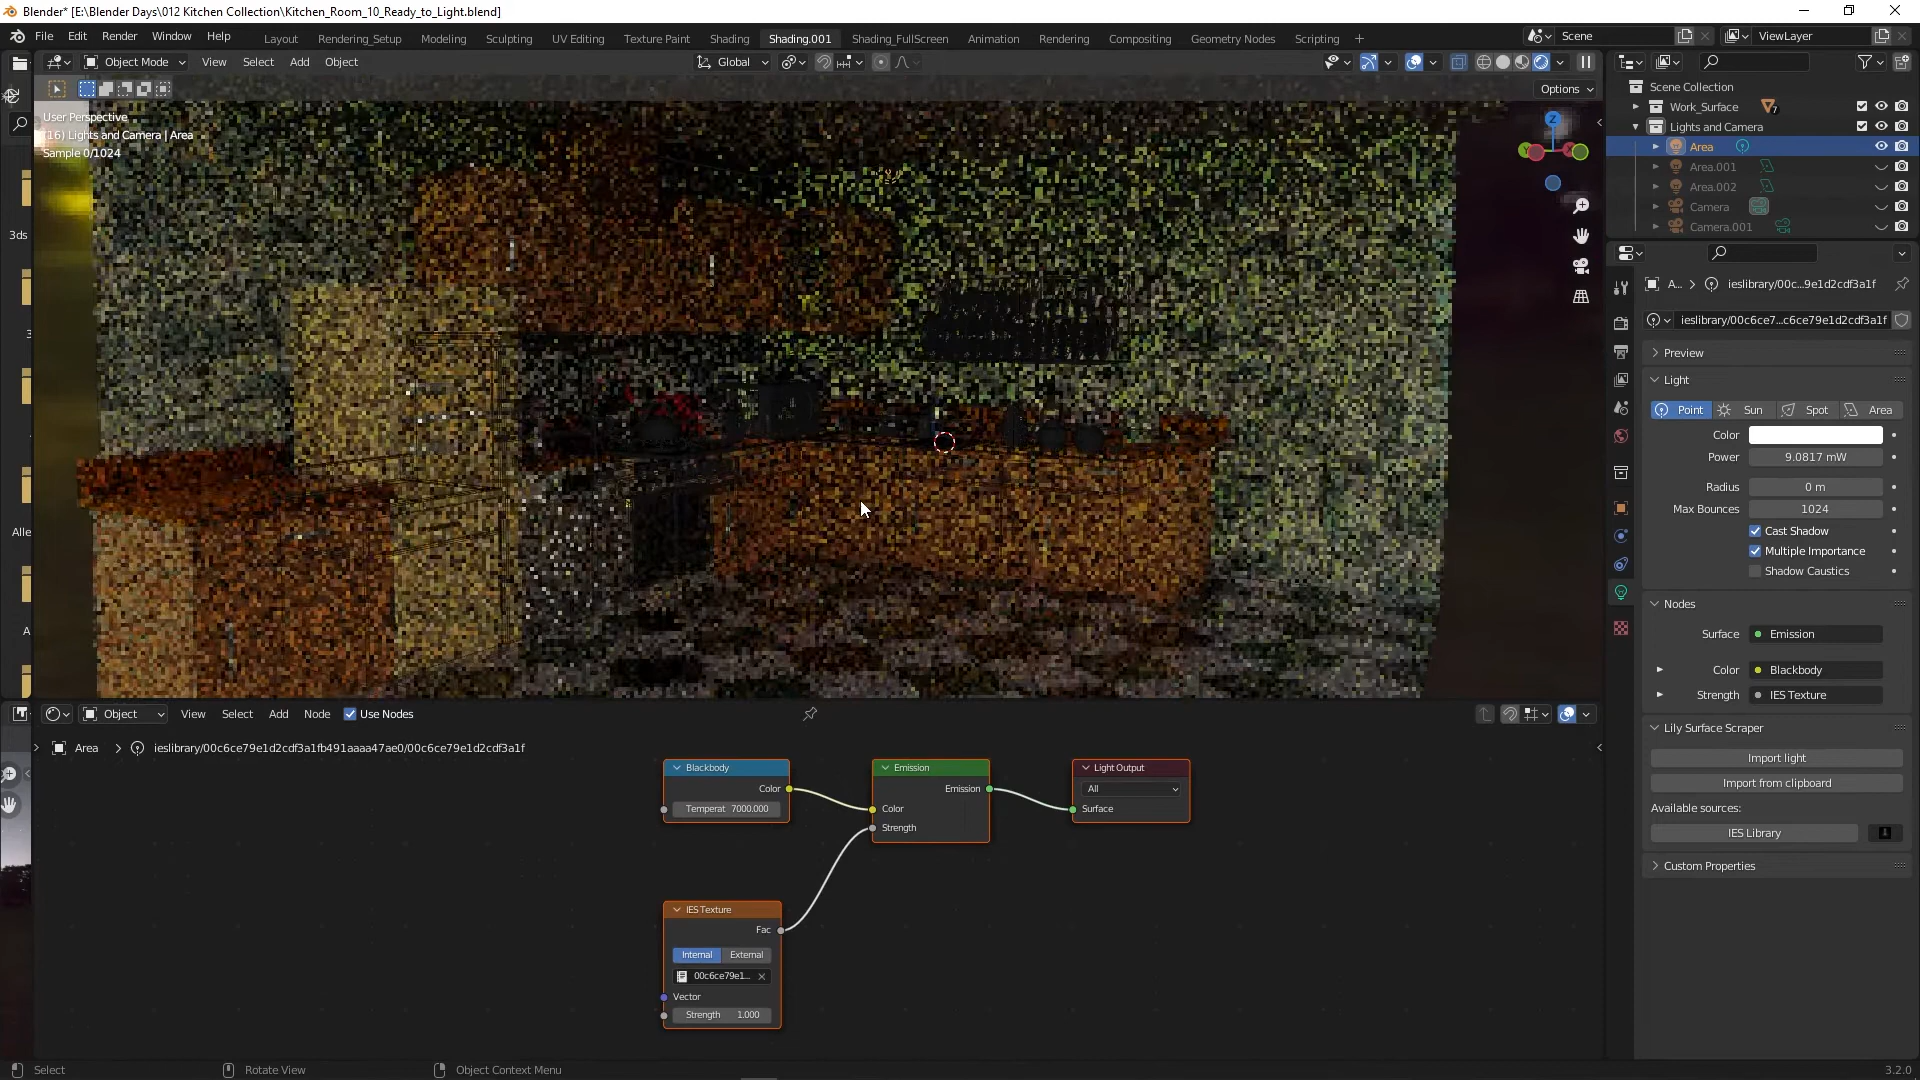 Blender* [E:\Blender Days\012 Kitchen Collection\Kitchen_Room_10_Ready_to_Light.blend]
File Edit Render Window Help
Layout Rendering_Setup Modeling Sculpting UV Editing Texture Paint Shading Shading.001 Shading_FullScreen Animation Rendering Compositing Geometry Nodes Scripting
Scene
ViewLayer
Object Mode View Select Add Object
Global
Options
User Perspective
(16) Lights and Camera | Area
Sample 0/1024
Z
3ds
3
Alle
A
Scene Collection
Work_Surface
7
Lights and Camera
Area
Area.001
Area.002
Camera
Camera.001
A...
ieslibrary/00c...9e1d2cdf3a1f
ieslibrary/00c6ce7...c6ce79e1d2cdf3a1f
Preview
Light
Point Sun Spot Area
Color
Power 9.0817 mW
Radius 0 m
Max Bounces 1024
Cast Shadow
Multiple Importance
Shadow Caustics
Nodes
Surface Emission
Color Blackbody
Strength IES Texture
Lily Surface Scraper
Import light
Import from clipboard
Available sources:
IES Library
Custom Properties
Object View Select Add Node Use Nodes
Area
ieslibrary/00c6ce79e1d2cdf3a1fb491aaaa47ae0/00c6ce79e1d2cdf3a1f
Blackbody
Color
Temperat 7000.000
Emission
Emission
Color
Strength
Light Output
All
Surface
IES Texture
Fac
Internal External
00c6ce79e1...
Vector
Strength 1.000
Select
Rotate View
Object Context Menu
3.2.0